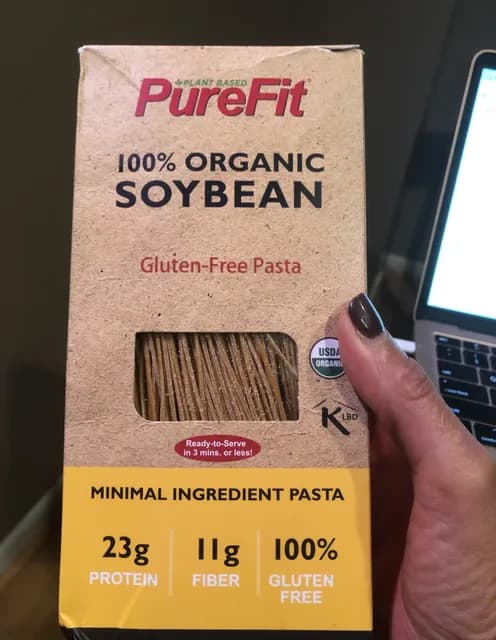 PLANT BASED
PureFit
100% ORGANIC
SOYBEAN
Gluten-Free Pasta
USDA
ORGANIC
K LBD
Ready-to-Serve
in 3 mins. or less!
MINIMAL INGREDIENT PASTA
23g
PROTEIN
11g
FIBER
100%
GLUTEN
FREE